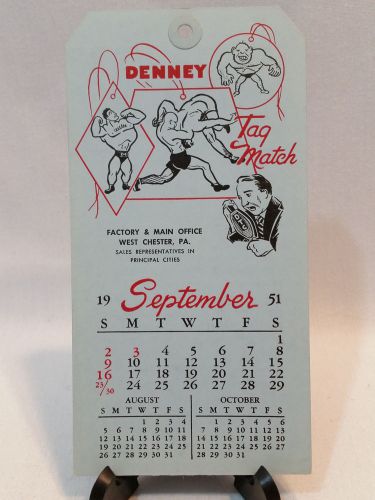 DENNEY
Tag
Match
FACTORY & MAIN OFFICE
WEST CHESTER, PA.
SALES REPRESENTATIVES IN
PRINCIPAL CITIES
19 September 51
S M T W T F S
1
2 3 4 5 6 7 8
9 10 11 12 13 14 15
16 17 18 19 20 21 22
23/30 24 25 26 27 28 29
AUGUST
S M T W T F S
1 2 3 4
5 6 7 8 9 10 11
12 13 14 15 16 17 18
19 20 21 22 23 24 25
26 27 28 29 30 31
OCTOBER
S M T W T F S
1 2 3 4 5 6
7 8 9 10 11 12 13
14 15 16 17 18 19 20
21 22 23 24 25 26 27
28 29 30 31